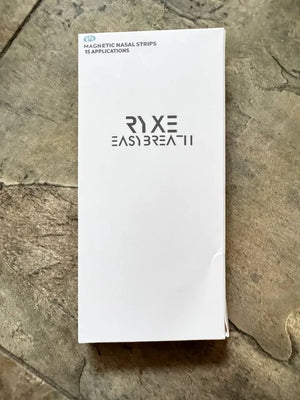 MAGNETIC NASAL STRIPS
15 APPLICATIONS
RYXE
EASYBREATH